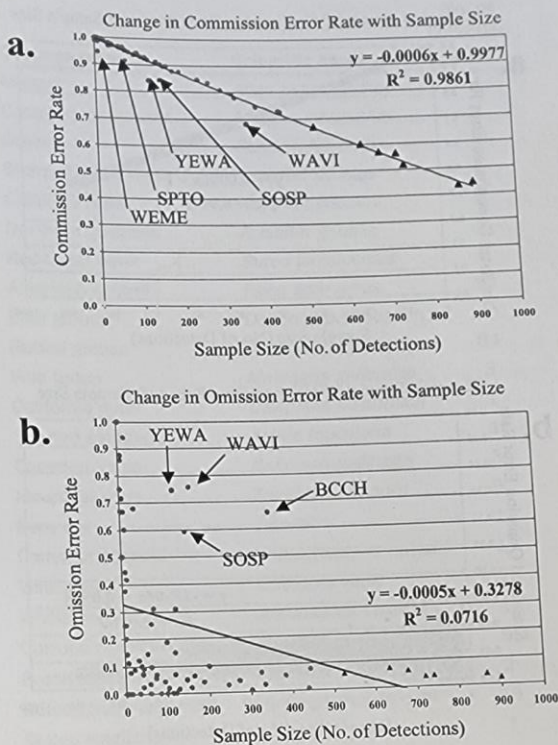 Change in Commission Error Rate with Sample Size
a.
1.0
0.9
0.8
0.7
0.6
0.5
0.4
0.3
0.2
0.1
0.0
Commission Error Rate
y = -0.0006x + 0.9977
R² = 0.9861
YEWA
WAVI
SPTO
SOSP
WEME
0 100 200 300 400 500 600 700 800 900 1000
Sample Size (No. of Detections)
Change in Omission Error Rate with Sample Size
b.
1.0
0.9
0.8
0.7
0.6
0.5
0.4
0.3
0.2
0.1
0.0
Omission Error Rate
YEWA
WAVI
BCCH
SOSP
y = -0.0005x + 0.3278
R² = 0.0716
0 100 200 300 400 500 600 700 800 900 1000
Sample Size (No. of Detections)